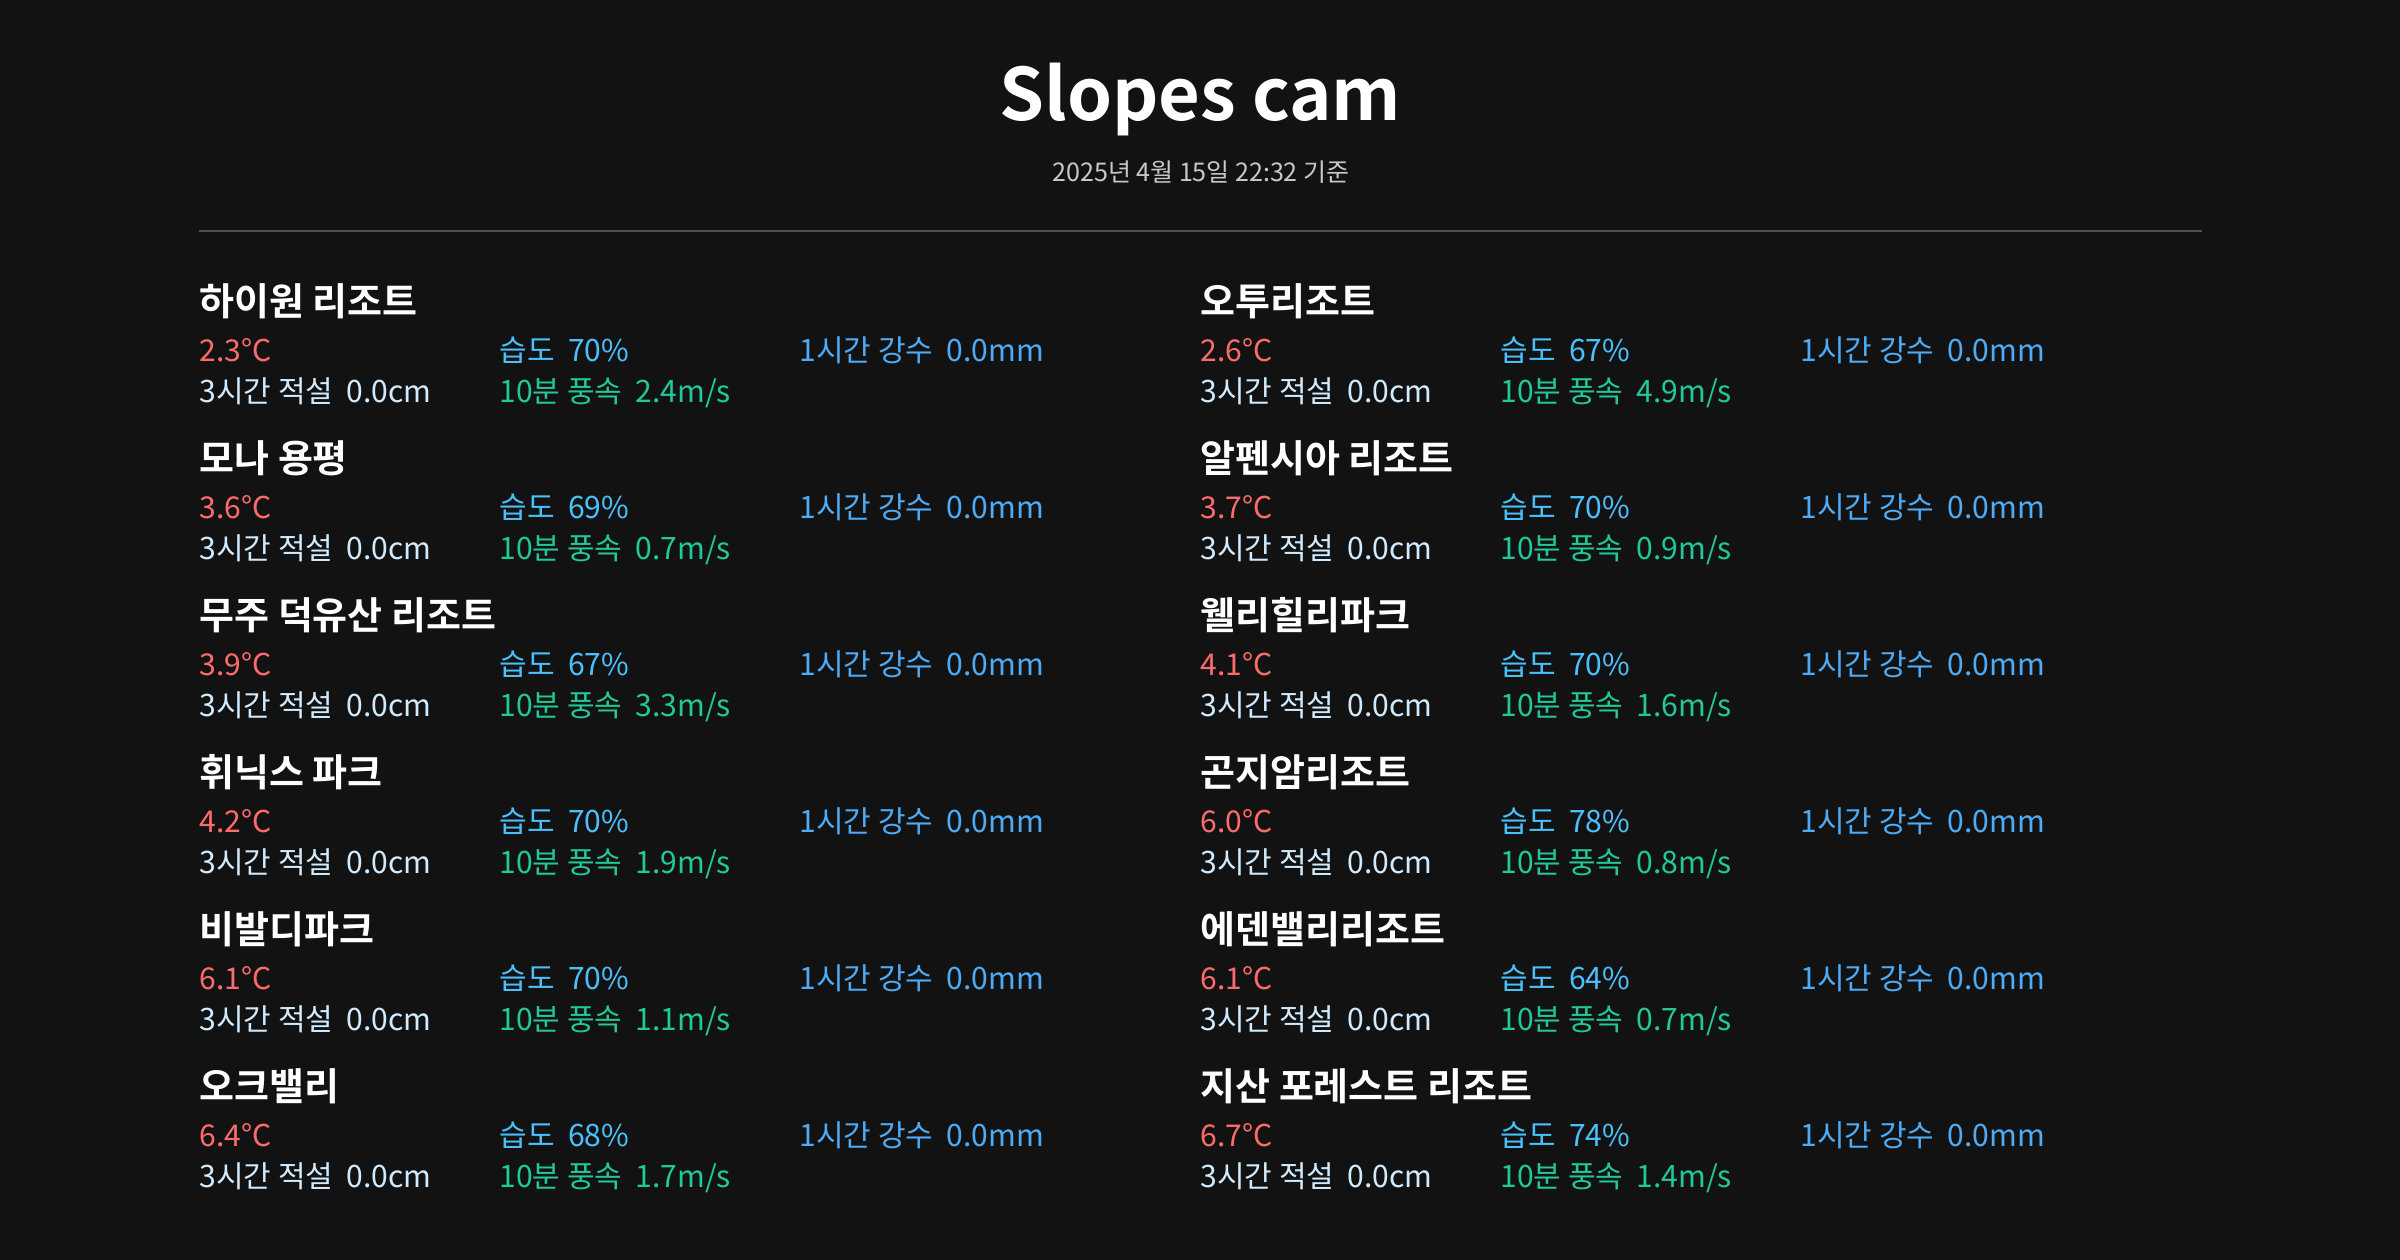 Slopes cam
2025년 4월 15일 22:32 기준
하이원 리조트
2.3°C 습도 70% 1시간 강수 0.0mm
3시간 적설 0.0cm 10분 풍속 2.4m/s
오투리조트
2.6°C 습도 67% 1시간 강수 0.0mm
3시간 적설 0.0cm 10분 풍속 4.9m/s
모나 용평
3.6°C 습도 69% 1시간 강수 0.0mm
3시간 적설 0.0cm 10분 풍속 0.7m/s
알펜시아 리조트
3.7°C 습도 70% 1시간 강수 0.0mm
3시간 적설 0.0cm 10분 풍속 0.9m/s
무주 덕유산 리조트
3.9°C 습도 67% 1시간 강수 0.0mm
3시간 적설 0.0cm 10분 풍속 3.3m/s
웰리힐리파크
4.1°C 습도 70% 1시간 강수 0.0mm
3시간 적설 0.0cm 10분 풍속 1.6m/s
휘닉스 파크
4.2°C 습도 70% 1시간 강수 0.0mm
3시간 적설 0.0cm 10분 풍속 1.9m/s
곤지암리조트
6.0°C 습도 78% 1시간 강수 0.0mm
3시간 적설 0.0cm 10분 풍속 0.8m/s
비발디파크
6.1°C 습도 70% 1시간 강수 0.0mm
3시간 적설 0.0cm 10분 풍속 1.1m/s
에덴밸리리조트
6.1°C 습도 64% 1시간 강수 0.0mm
3시간 적설 0.0cm 10분 풍속 0.7m/s
오크밸리
6.4°C 습도 68% 1시간 강수 0.0mm
3시간 적설 0.0cm 10분 풍속 1.7m/s
지산 포레스트 리조트
6.7°C 습도 74% 1시간 강수 0.0mm
3시간 적설 0.0cm 10분 풍속 1.4m/s